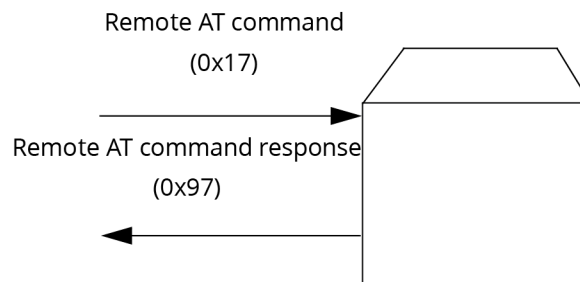 Remote AT command
(0x17)
Remote AT command response
(0x97)